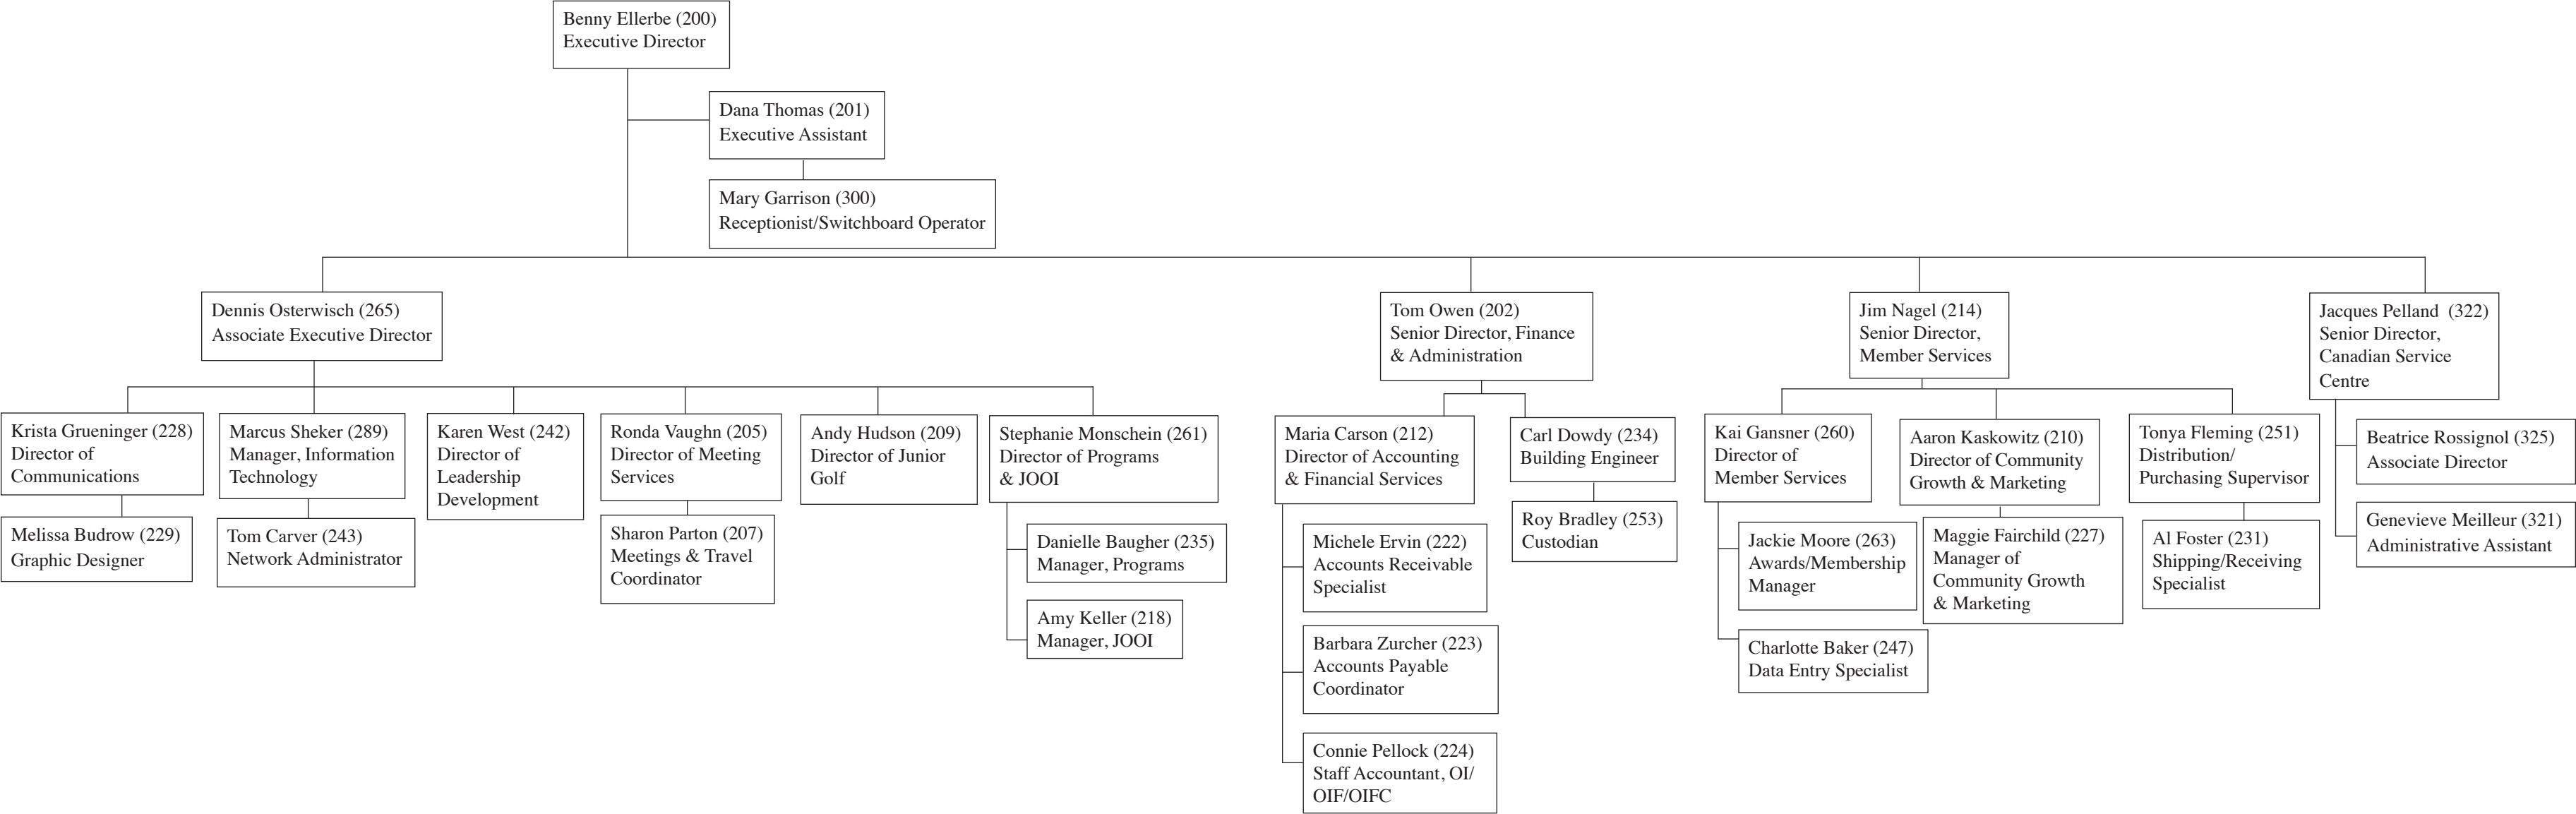 Benny Ellerbe (200)
Executive Director
Dana Thomas (201)
Executive Assistant
Mary Garrison (300)
Receptionist/Switchboard Operator
Dennis Osterwisch (265)
Associate Executive Director
Tom Owen (202)
Senior Director, Finance
& Administration
Jim Nagel (214)
Senior Director,
Member Services
Jacques Pelland (322)
Senior Director,
Canadian Service
Centre
Krista Grueninger (228)
Director of
Communications
Melissa Budrow (229)
Graphic Designer
Marcus Sheker (289)
Manager, Information
Technology
Tom Carver (243)
Network Administrator
Karen West (242)
Director of
Leadership
Development
Ronda Vaughn (205)
Director of Meeting
Services
Sharon Parton (207)
Meetings & Travel
Coordinator
Andy Hudson (209)
Director of Junior
Golf
Stephanie Monschein (261)
Director of Programs
& JOOI
Danielle Baugher (235)
Manager, Programs
Amy Keller (218)
Manager, JOOI
Maria Carson (212)
Director of Accounting
& Financial Services
Michele Ervin (222)
Accounts Receivable
Specialist
Barbara Zurcher (223)
Accounts Payable
Coordinator
Connie Pellock (224)
Staff Accountant, OI/
OIF/OIFC
Carl Dowdy (234)
Building Engineer
Roy Bradley (253)
Custodian
Kai Gansner (260)
Director of
Member Services
Jackie Moore (263)
Awards/Membership
Manager
Charlotte Baker (247)
Data Entry Specialist
Aaron Kaskowitz (210)
Director of Community
Growth & Marketing
Maggie Fairchild (227)
Manager of
Community Growth
& Marketing
Tonya Fleming (251)
Distribution/
Purchasing Supervisor
Al Foster (231)
Shipping/Receiving
Specialist
Beatrice Rossignol (325)
Associate Director
Genevieve Meilleur (321)
Administrative Assistant